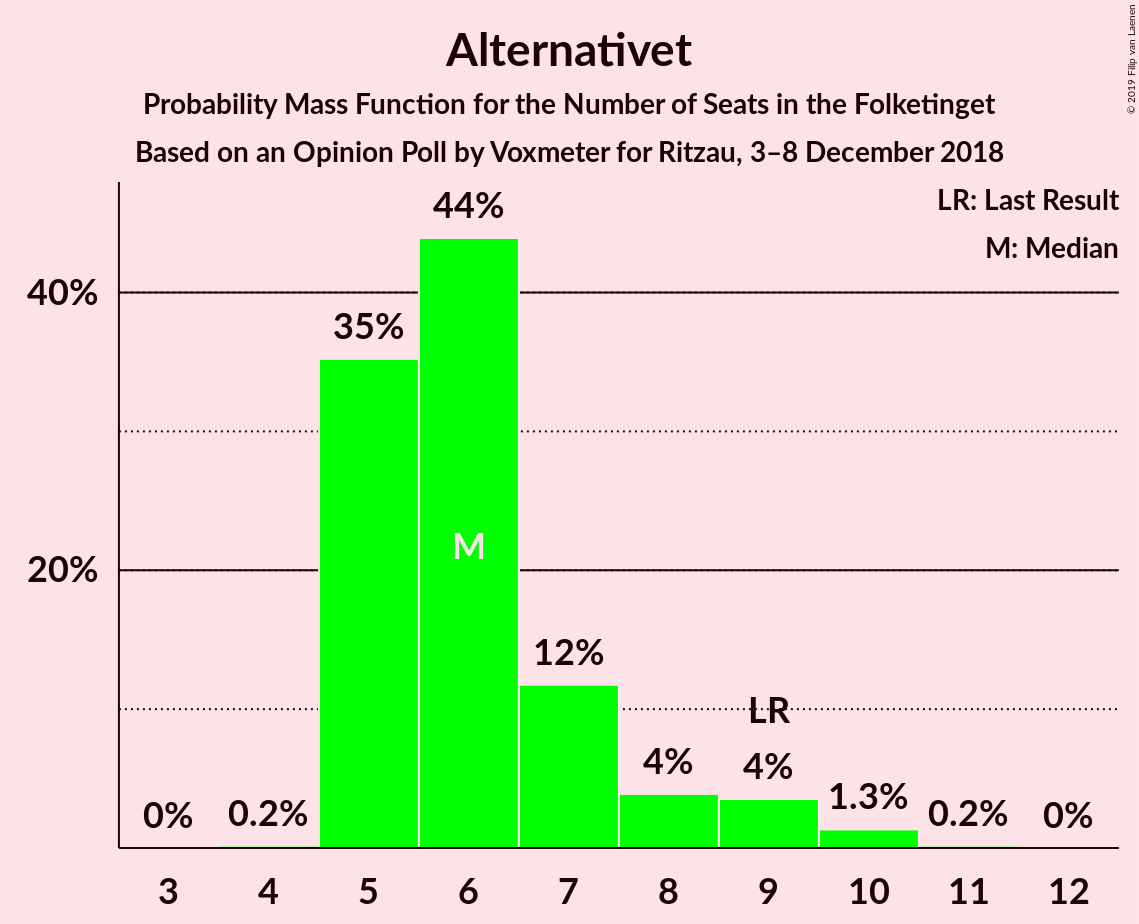 Alternativet
Probability Mass Function for the Number of Seats in the Folketinget
Based on an Opinion Poll by Voxmeter for Ritzau, 3–8 December 2018
© 2019 Filip van Laenen
LR: Last Result
M: Median
40%
20%
0%
0.2%
35%
44%
M
12%
4%
LR
4%
1.3%
0.2%
0%
3 4 5 6 7 8 9 10 11 12